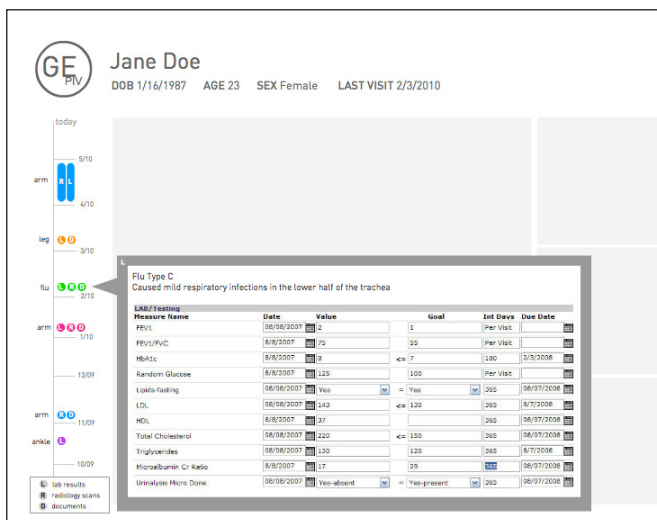 GE
PIV
Jane Doe
DOB 1/16/1987 AGE 23 SEX Female LAST VISIT 2/3/2010
today
5/10
arm R L
4/10
leg L D
3/10
flu L R D
2/10
arm L R D
1/10
12/09
arm R D
11/09
ankle L
10/09
L lab results
R radiology scans
D documents
L
Flu Type C
Caused mild respiratory infections in the lower half of the trachea
LAB/Testing
Measure Name Date Value Goal Int Days Due Date
FEV1 08/08/2007 2 1 Per Visit
FEV1/FVC 8/8/2007 75 55 Per Visit
HbA1c 8/8/2007 8 <= 7 180 2/3/2008
Random Glucose 8/8/2007 125 100 Per Visit
Lipids-fasting 08/08/2007 Yes = Yes 365 08/07/2008
LDL 08/08/2007 143 <= 130 365 8/7/2008
HDL 8/8/2007 37 365 08/07/2008
Total Cholesterol 08/08/2007 220 <= 150 365 08/07/2008
Triglycerides 08/08/2007 130 120 365 8/7/2008
Microalbumin Cr Ratio 8/8/2007 17 29 365 08/07/2008
Urinalysis Micro Done 08/08/2007 Yes-absent = Yes-present 365 08/07/2008